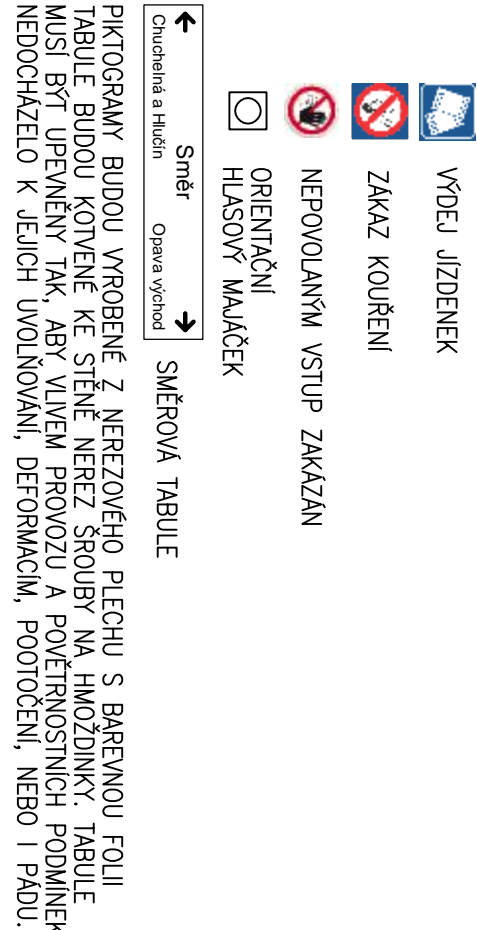 VÝDEJ JÍZDENEK
ZÁKAZ KOUŘENÍ
NEPOVOLANÝM VSTUP ZAKÁZÁN
ORIENTAČNÍ
HLASOVÝ MAJÁČEK
Směr
Chuchelná a Hlučín Opava východ
SMĚROVÁ TABULE
PIKTOGRAMY BUDOU VYROBENÉ Z NEREZOVÉHO PLECHU S BAREVNOU FOLII
TABULE BUDOU KOTVENÉ KE STĚNĚ NEREZ ŠROUBY NA HMOŽDINKY. TABULE
MUSÍ BÝT UPEVNĚNY TAK, ABY VLIVEM PROVOZU A POVĚTRNOSTNÍCH PODMÍNEK
NEDOCHÁZELO K JEJICH UVOLŇOVÁNÍ, DEFORMACÍM, POOTOČENÍ, NEBO I PÁDU.